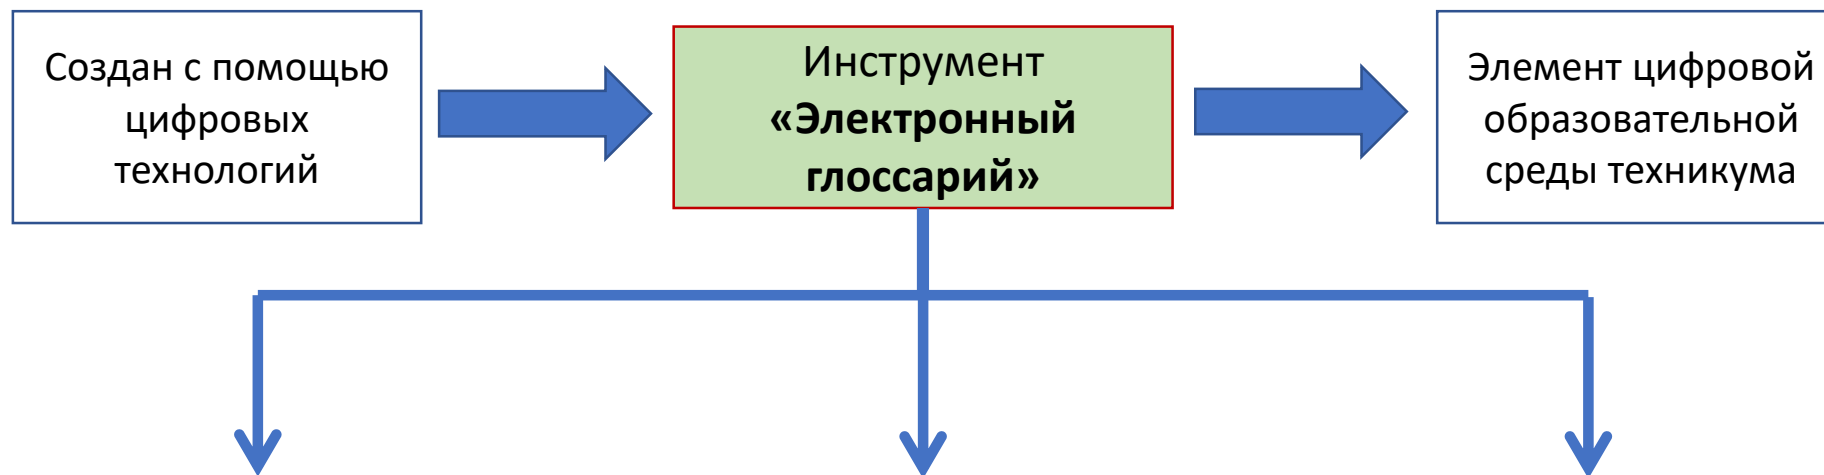 Создан с помощью
цифровых
технологий
Инструмент
«Электронный
глоссарий»
Элемент цифровой
образовательной
среды техникума